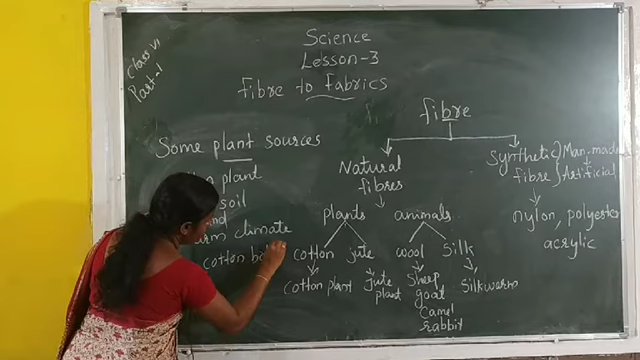 Class VI
Part-1
Science
Lesson-3
Fibre to Fabrics
Some plant sources
plant
soil
climate
cotton
fibre
Natural
fibres
plants
animals
cotton
jute
wool
Silk
Cotton plant
Jute
plant
Sheep
goat
Camel
rabbit
Silkworm
Synthetic
fibre
Man-made
Artificial
nylon, polyester
acrylic